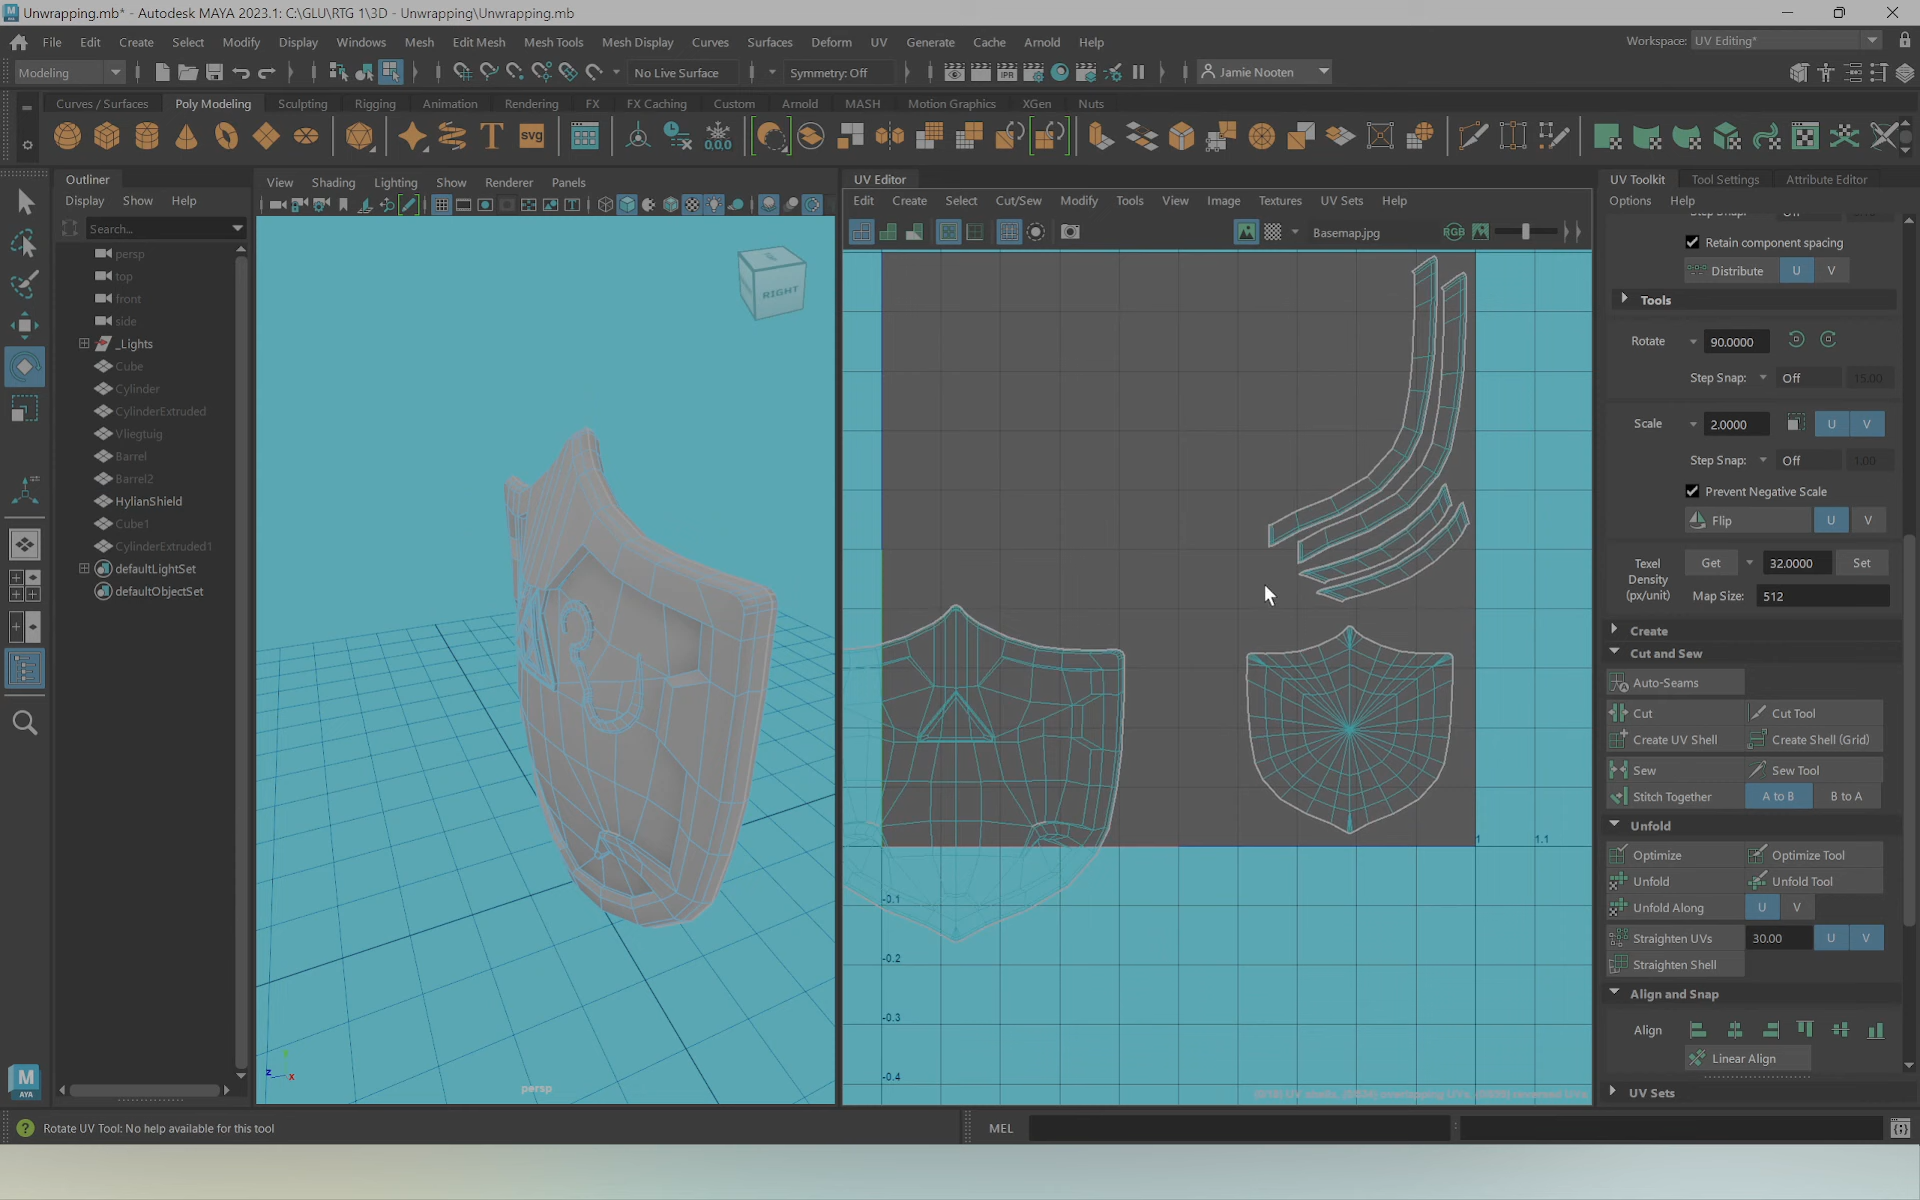 Unwrapping.mb* - Autodesk MAYA 2023.1: C:\GLU\RTG 1\3D - Unwrapping\Unwrapping.mb
File Edit Create Select Modify Display Windows Mesh Edit Mesh Mesh Tools Mesh Display Curves Surfaces Deform UV Generate Cache Arnold Help
Workspace: UV Editing*
Modeling No Live Surface Symmetry: Off IPR Jamie Nooten
Curves / Surfaces Poly Modeling Sculpting Rigging Animation Rendering FX FX Caching Custom Arnold MASH Motion Graphics XGen Nuts
T svg 0,0,0
Outliner
Display Show Help
Search...
persp
top
front
side
_Lights
Cube
Cylinder
CylinderExtruded
Vliegtuig
Barrel
Barrel2
HylianShield
Cube1
CylinderExtruded1
defaultLightSet
defaultObjectSet
View Shading Lighting Show Renderer Panels
RIGHT
z x
persp
UV Editor
Edit Create Select Cut/Sew Modify Tools View Image Textures UV Sets Help
Basemap.jpg RGB
1 1.1
-0.1
-0.2
-0.3
-0.4
UV Toolkit Tool Settings Attribute Editor
Options Help
Retain component spacing
Distribute U V
Tools
Rotate 90.0000
Step Snap: Off 15.00
Scale 2.0000 U V
Step Snap: Off 1.00
Prevent Negative Scale
Flip U V
Texel Density (px/unit) Get 32.0000 Set
Map Size: 512
Create
Cut and Sew
Auto-Seams
Cut Cut Tool
Create UV Shell Create Shell (Grid)
Sew Sew Tool
Stitch Together A to B B to A
Unfold
Optimize Optimize Tool
Unfold Unfold Tool
Unfold Along U V
Straighten UVs 30.00 U V
Straighten Shell
Align and Snap
Align
Linear Align
UV Sets
M
AYA
Rotate UV Tool: No help available for this tool
MEL